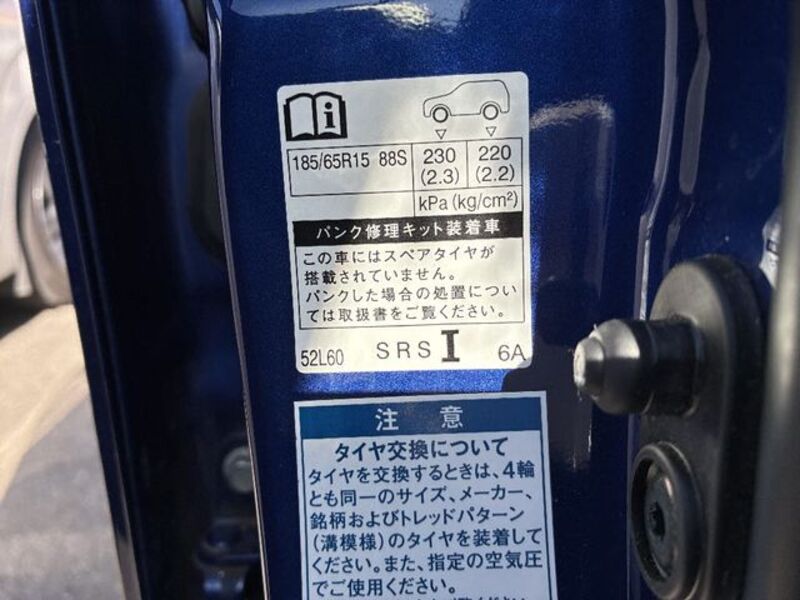 i
185/65R15 88S 230 220
(2.3) (2.2)
kPa (kg/cm²)
パンク修理キット装着車
この車にはスペアタイヤが
搭載されていません。
パンクした場合の処置につい
ては取扱書をご覧ください。
52L60 SRS I 6A
注 意
タイヤ交換について
タイヤを交換するときは、4輪
とも同一のサイズ、メーカー、
銘柄およびトレッドパターン
(溝模様)のタイヤを装着して
ください。また、指定の空気圧
でご使用ください。